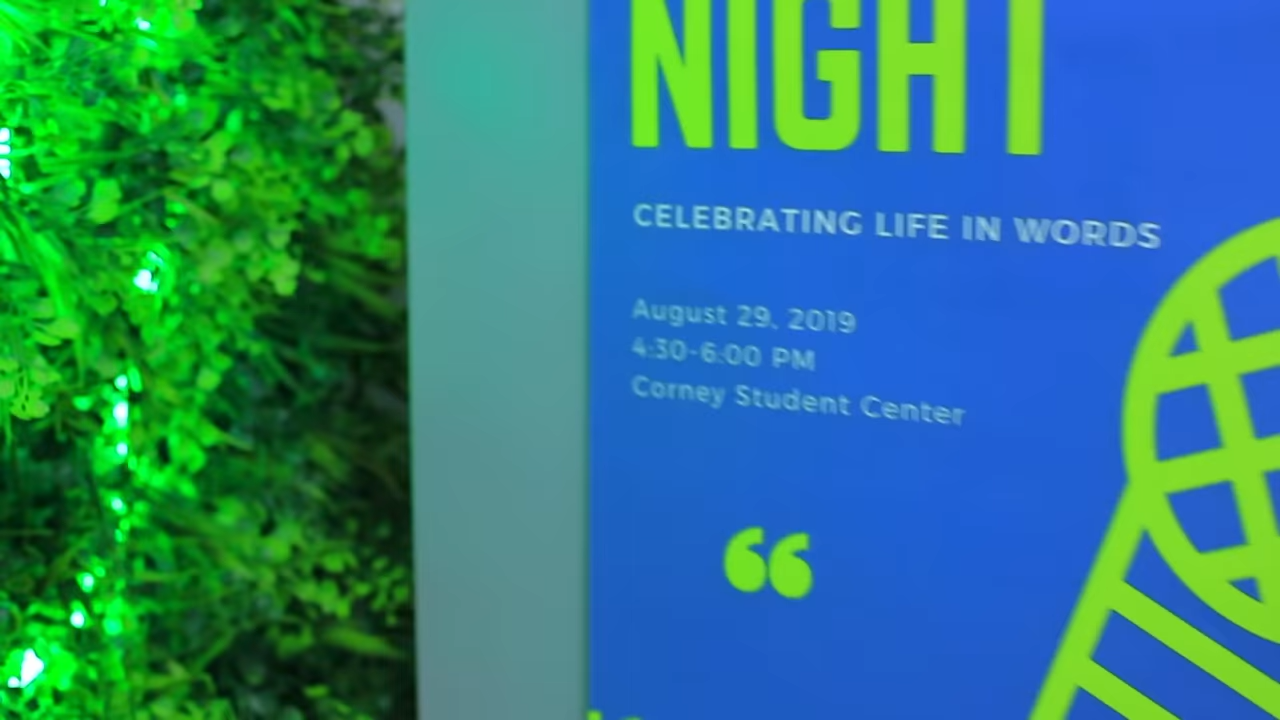 NIGHT
CELEBRATING LIFE IN WORDS
August 29, 2019
4:30-6:00 PM
Corney Student Center
“